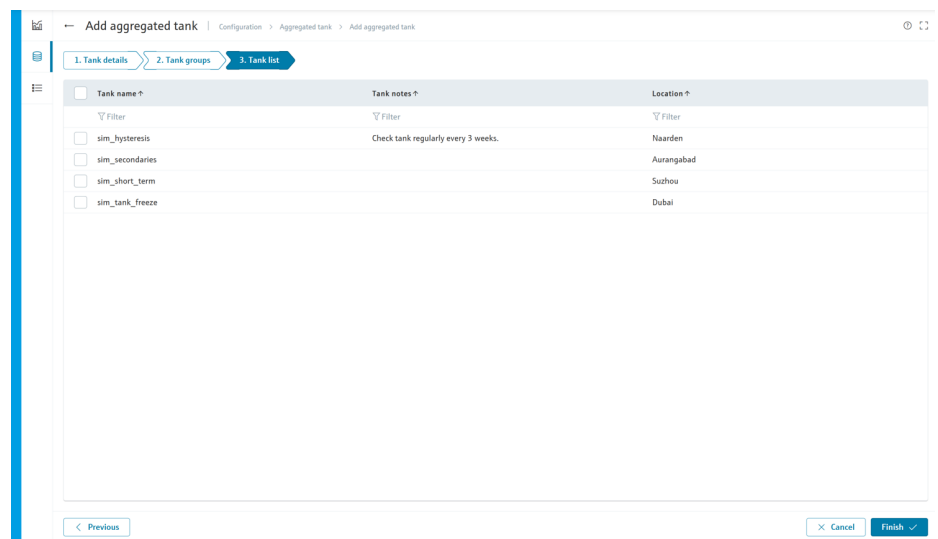 ← Add aggregated tank | Configuration > Aggregated tank > Add aggregated tank
1. Tank details 2. Tank groups 3. Tank list
Tank name ↑ Tank notes ↑ Location ↑
Filter Filter Filter
sim_hysteresis Check tank regularly every 3 weeks. Naarden
sim_secondaries Aurangabad
sim_short_term Suzhou
sim_tank_freeze Dubai
< Previous × Cancel Finish ✓